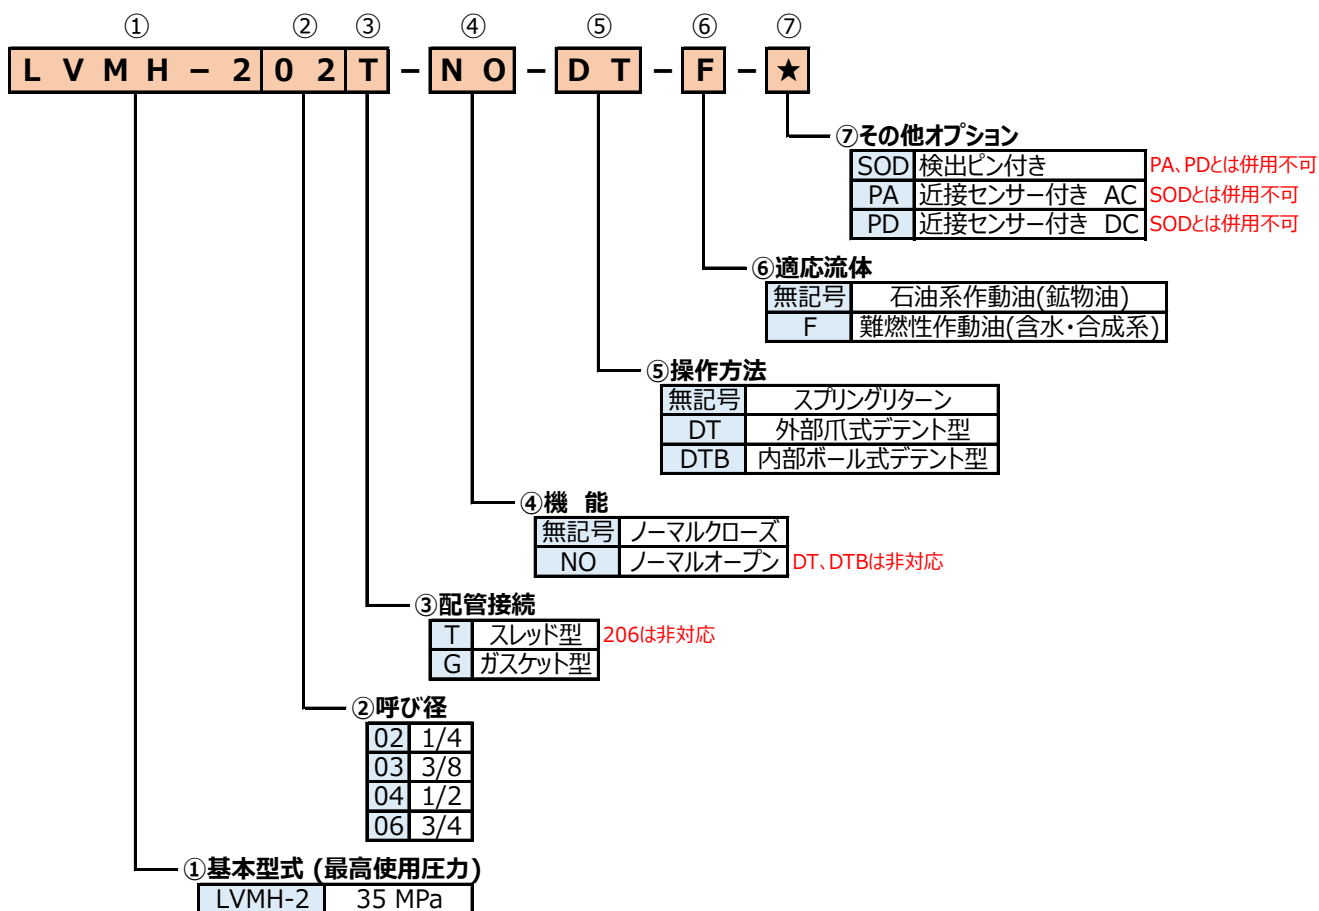 ① ② ③ ④ ⑤ ⑥ ⑦
LVMH-202T-NO-DT-F-★
⑦その他オプション
SOD 検出ピン付き PA、PDとは併用不可
PA 近接センサー付き AC SODとは併用不可
PD 近接センサー付き DC SODとは併用不可
⑥適応流体
無記号 石油系作動油(鉱物油)
F 難燃性作動油(含水・合成系)
⑤操作方法
無記号 スプリングリターン
DT 外部爪式デテント型
DTB 内部ボール式デテント型
④機 能
無記号 ノーマルクローズ
NO ノーマルオープン DT、DTBは非対応
③配管接続
T スレッド型 206は非対応
G ガスケット型
②呼び径
02 1/4
03 3/8
04 1/2
06 3/4
①基本型式 (最高使用圧力)
LVMH-2 35 MPa